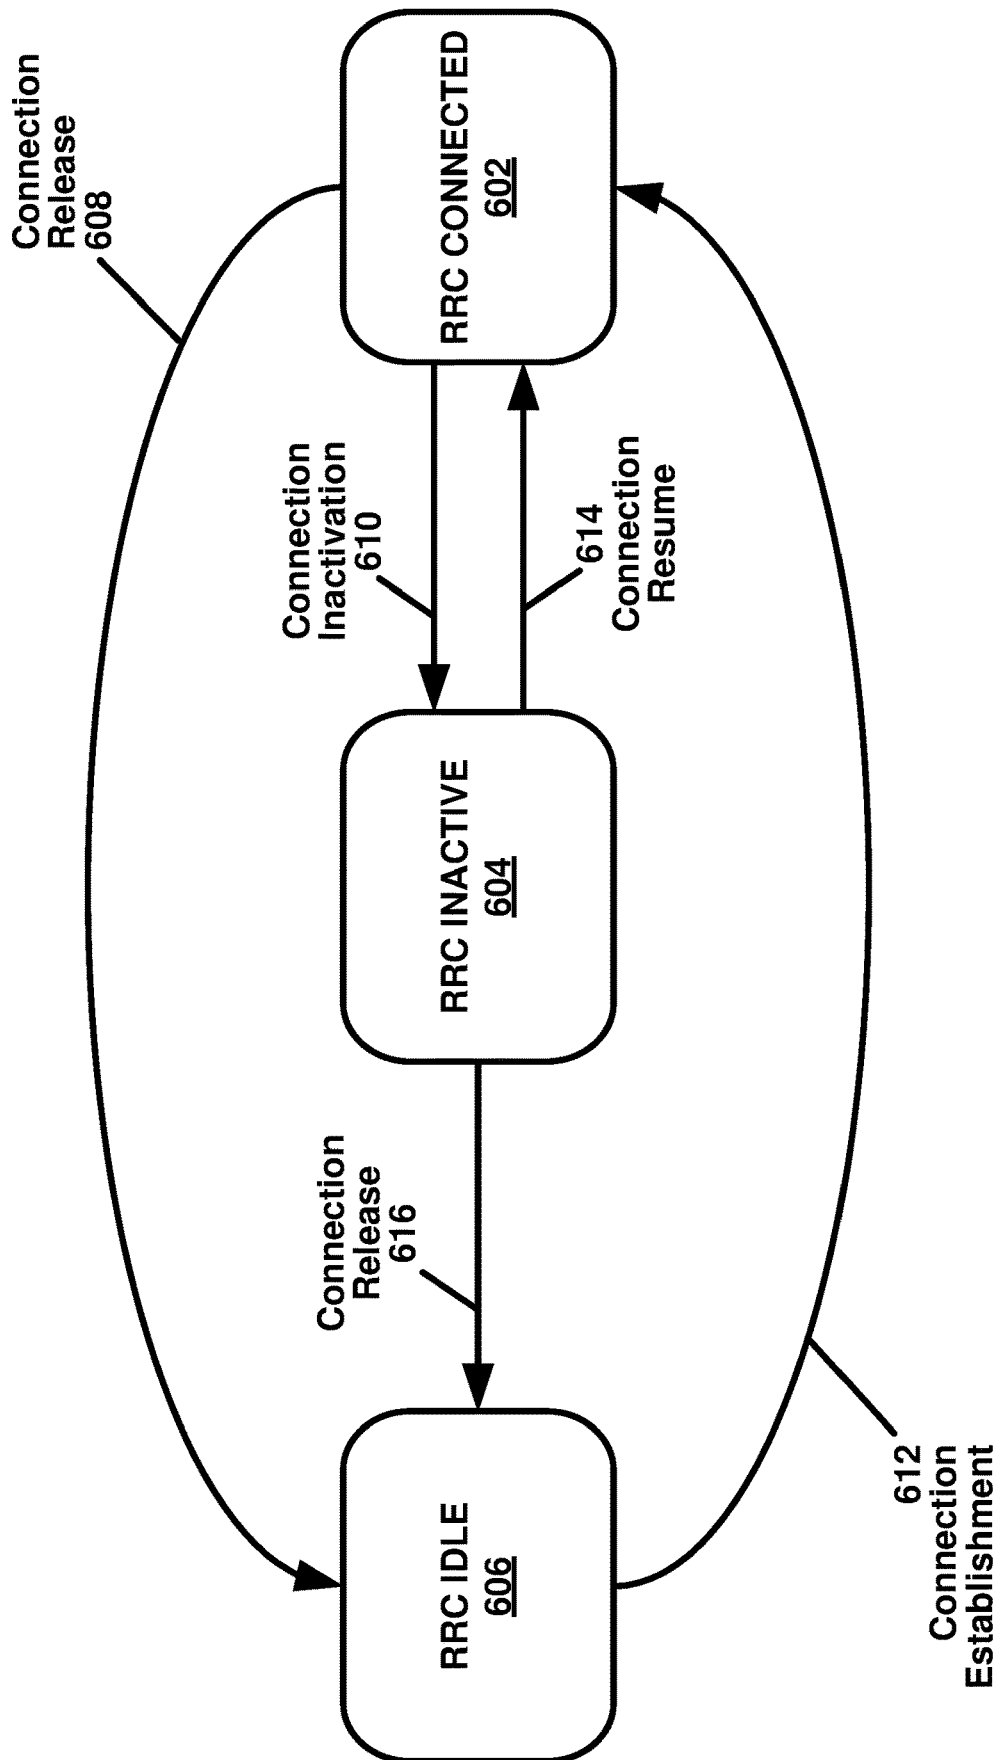 RRC IDLE
606
Connection
Release
616
RRC INACTIVE
604
Connection
Inactivation
610
614
Connection
Resume
RRC CONNECTED
602
Connection
Release
608
612
Connection
Establishment